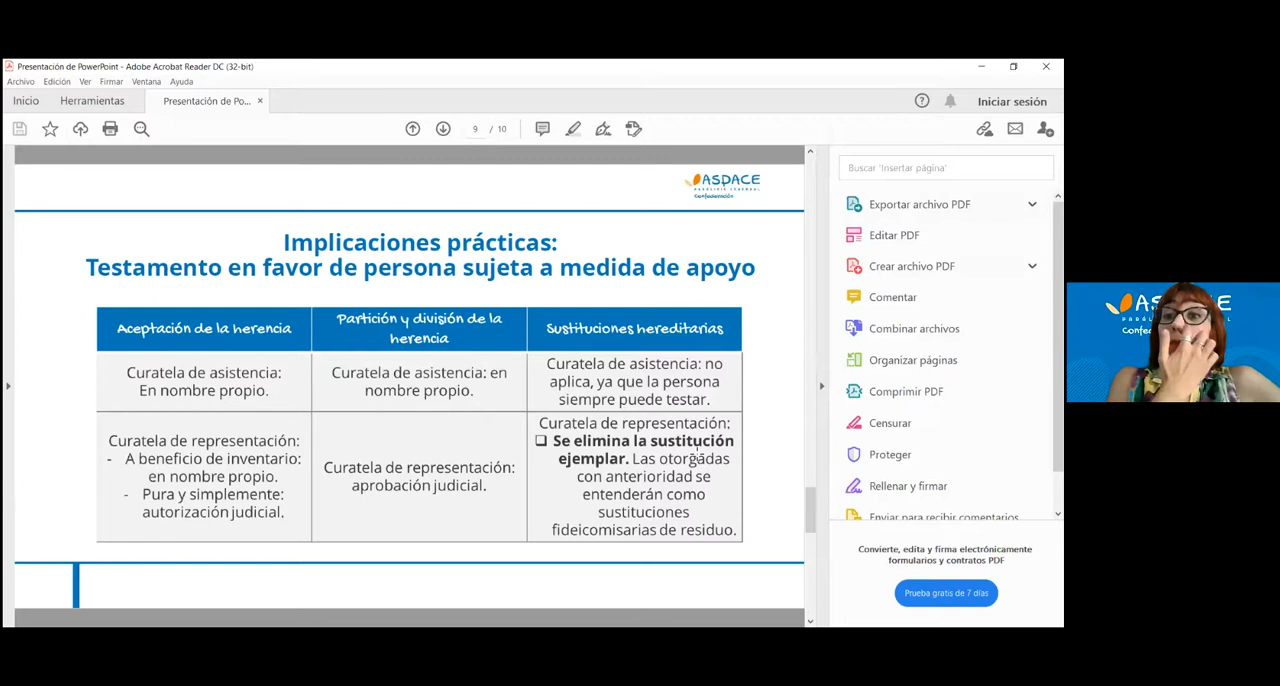 Presentación de PowerPoint - Adobe Acrobat Reader DC (32-bit)
Archivo Edición Ver Firmar Ventana Ayuda
Inicio Herramientas Presentación de Po... × Iniciar sesión
9 / 10
ASPACE
PARÁLISIS CEREBRAL
Confederación
Implicaciones prácticas:
Testamento en favor de persona sujeta a medida de apoyo
Aceptación de la herencia
Partición y división de la
herencia
Sustituciones hereditarias
Curatela de asistencia:
En nombre propio.
Curatela de asistencia: en
nombre propio.
Curatela de asistencia: no
aplica, ya que la persona
siempre puede testar.
Curatela de representación:
- A beneficio de inventario:
en nombre propio.
- Pura y simplemente:
autorización judicial.
Curatela de representación:
aprobación judicial.
Curatela de representación:
❑ Se elimina la sustitución
ejemplar. Las otorgadas
con anterioridad se
entenderán como
sustituciones
fideicomisarias de residuo.
Buscar 'Insertar página'
Exportar archivo PDF
Editar PDF
Crear archivo PDF
Comentar
Combinar archivos
Organizar páginas
Comprimir PDF
Censurar
Proteger
Rellenar y firmar
Enviar para recibir comentarios
Convierte, edita y firma electrónicamente
formularios y contratos PDF
Prueba gratis de 7 días